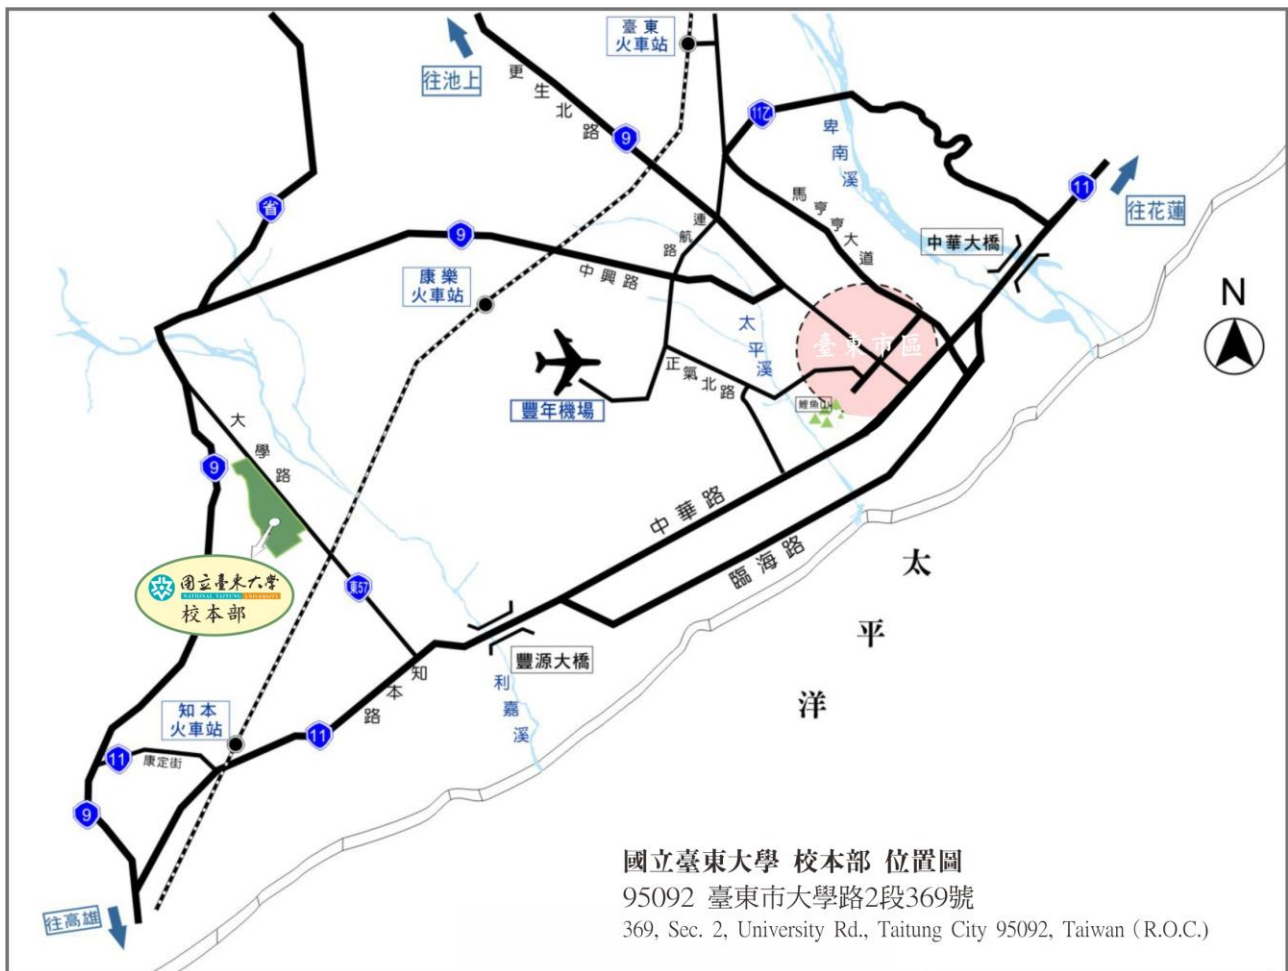 臺東
火車站
往池上
更生北路
9
11乙
卑南溪
11
往花蓮
省
9
連航路
馬亨亨大道
中華大橋
康樂
火車站
中興路
N
太平溪
臺東市區
正氣北路
豐年機場
鯉魚山
大學路
9
中華路
臨海路
太平洋
國立臺東大學
NATIONAL TAITUNG UNIVERSITY
校本部
東57
豐源大橋
知本路
利嘉溪
知本
火車站
11
11
康定街
9
往高雄
國立臺東大學 校本部 位置圖
95092 臺東市大學路2段369號
369, Sec. 2, University Rd., Taitung City 95092, Taiwan (R.O.C.)